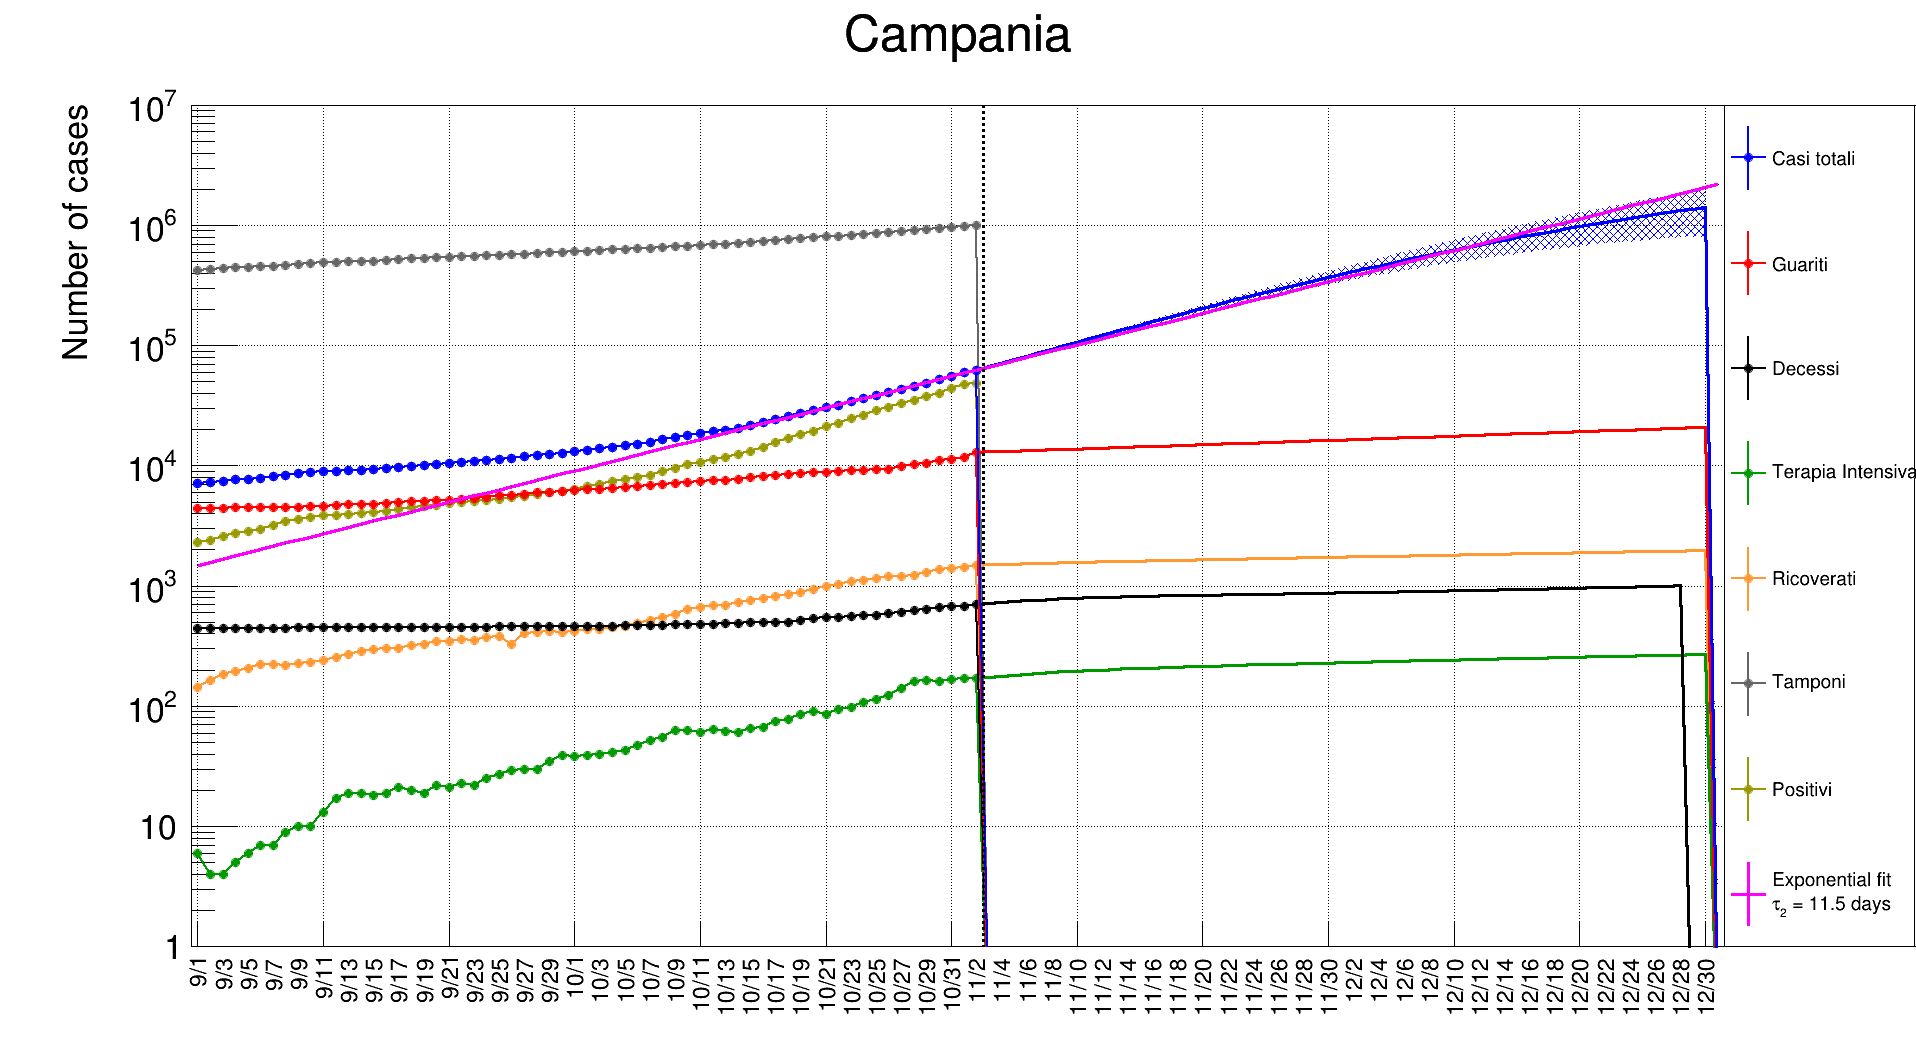 Campania
Number of cases
10^7
10^6
10^5
10^4
10^3
10^2
10
1
9/1 9/3 9/5 9/7 9/9 9/11 9/13 9/15 9/17 9/19 9/21 9/23 9/25 9/27 9/29 10/1 10/3 10/5 10/7 10/9 10/11 10/13 10/15 10/17 10/19 10/21 10/23 10/25 10/27 10/29 10/31 11/2 11/4 11/6 11/8 11/10 11/12 11/14 11/16 11/18 11/20 11/22 11/24 11/26 11/28 11/30 12/2 12/4 12/6 12/8 12/10 12/12 12/14 12/16 12/18 12/20 12/22 12/24 12/26 12/28 12/30
Casi totali
Guariti
Decessi
Terapia Intensiva
Ricoverati
Tamponi
Positivi
Exponential fit
τ_2 = 11.5 days